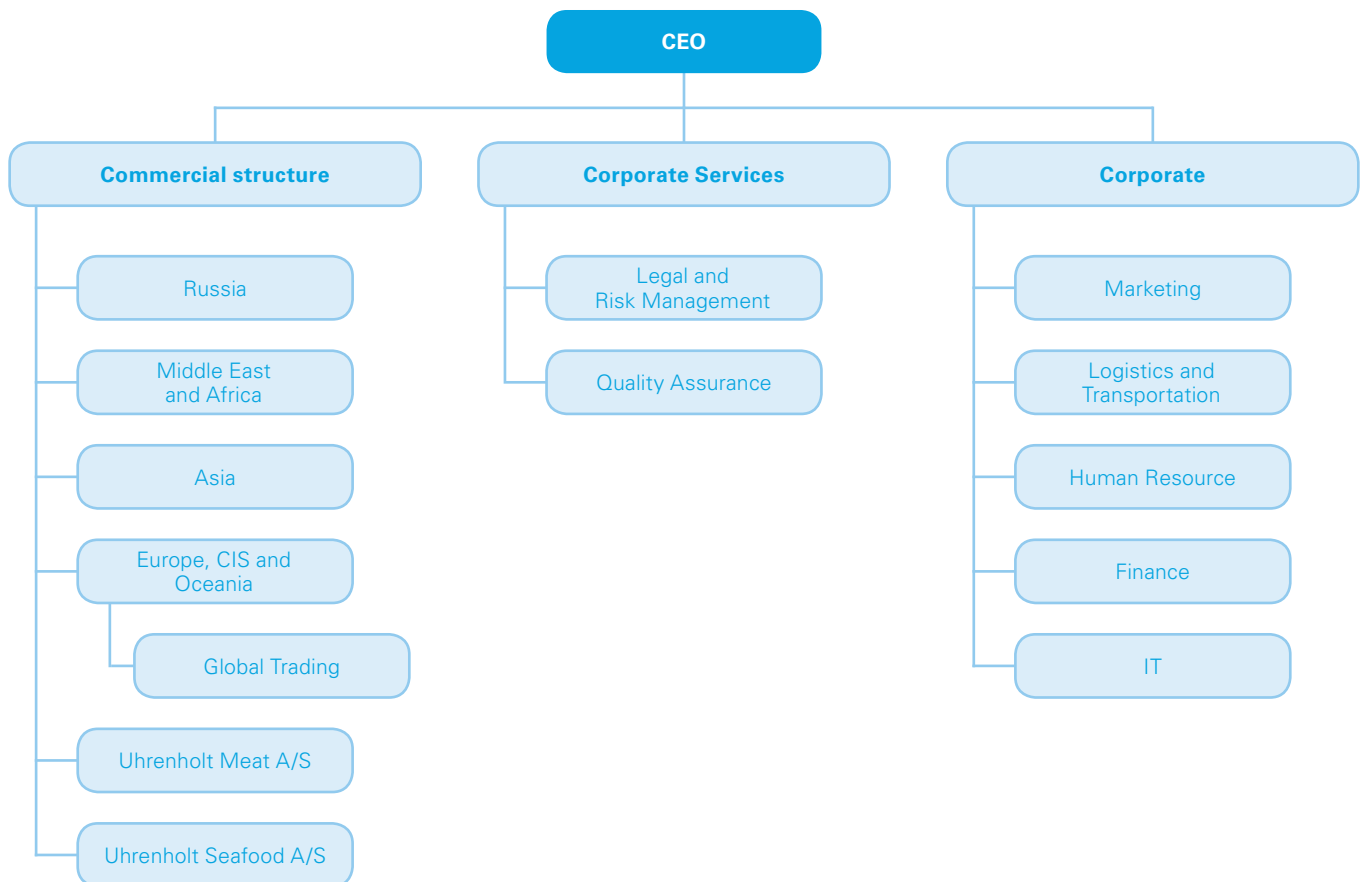 CEO
Commercial structure
Russia
Middle East
and Africa
Asia
Europe, CIS and
Oceania
Global Trading
Uhrenholt Meat A/S
Uhrenholt Seafood A/S
Corporate Services
Legal and
Risk Management
Quality Assurance
Corporate
Marketing
Logistics and
Transportation
Human Resource
Finance
IT